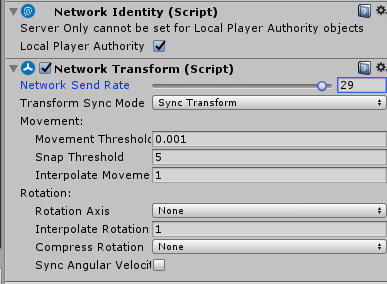 Network Identity (Script)
Server Only cannot be set for Local Player Authority objects
Local Player Authority
Network Transform (Script)
Network Send Rate 29
Transform Sync Mode Sync Transform
Movement:
Movement Threshold 0.001
Snap Threshold 5
Interpolate Moveme 1
Rotation:
Rotation Axis None
Interpolate Rotation 1
Compress Rotation None
Sync Angular Velocit